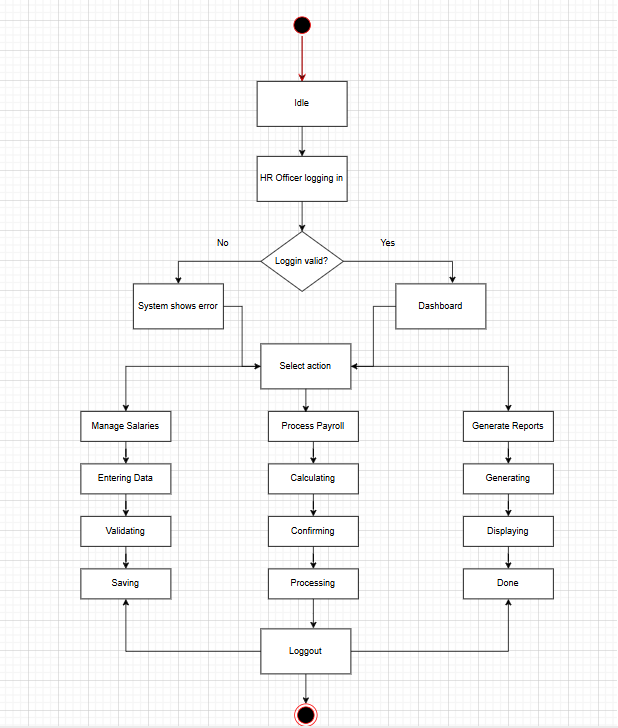 Idle
HR Officer logging in
No
Yes
Loggin valid?
System shows error
Dashboard
Select action
Manage Salaries
Process Payroll
Generate Reports
Entering Data
Calculating
Generating
Validating
Confirming
Displaying
Saving
Processing
Done
Loggout